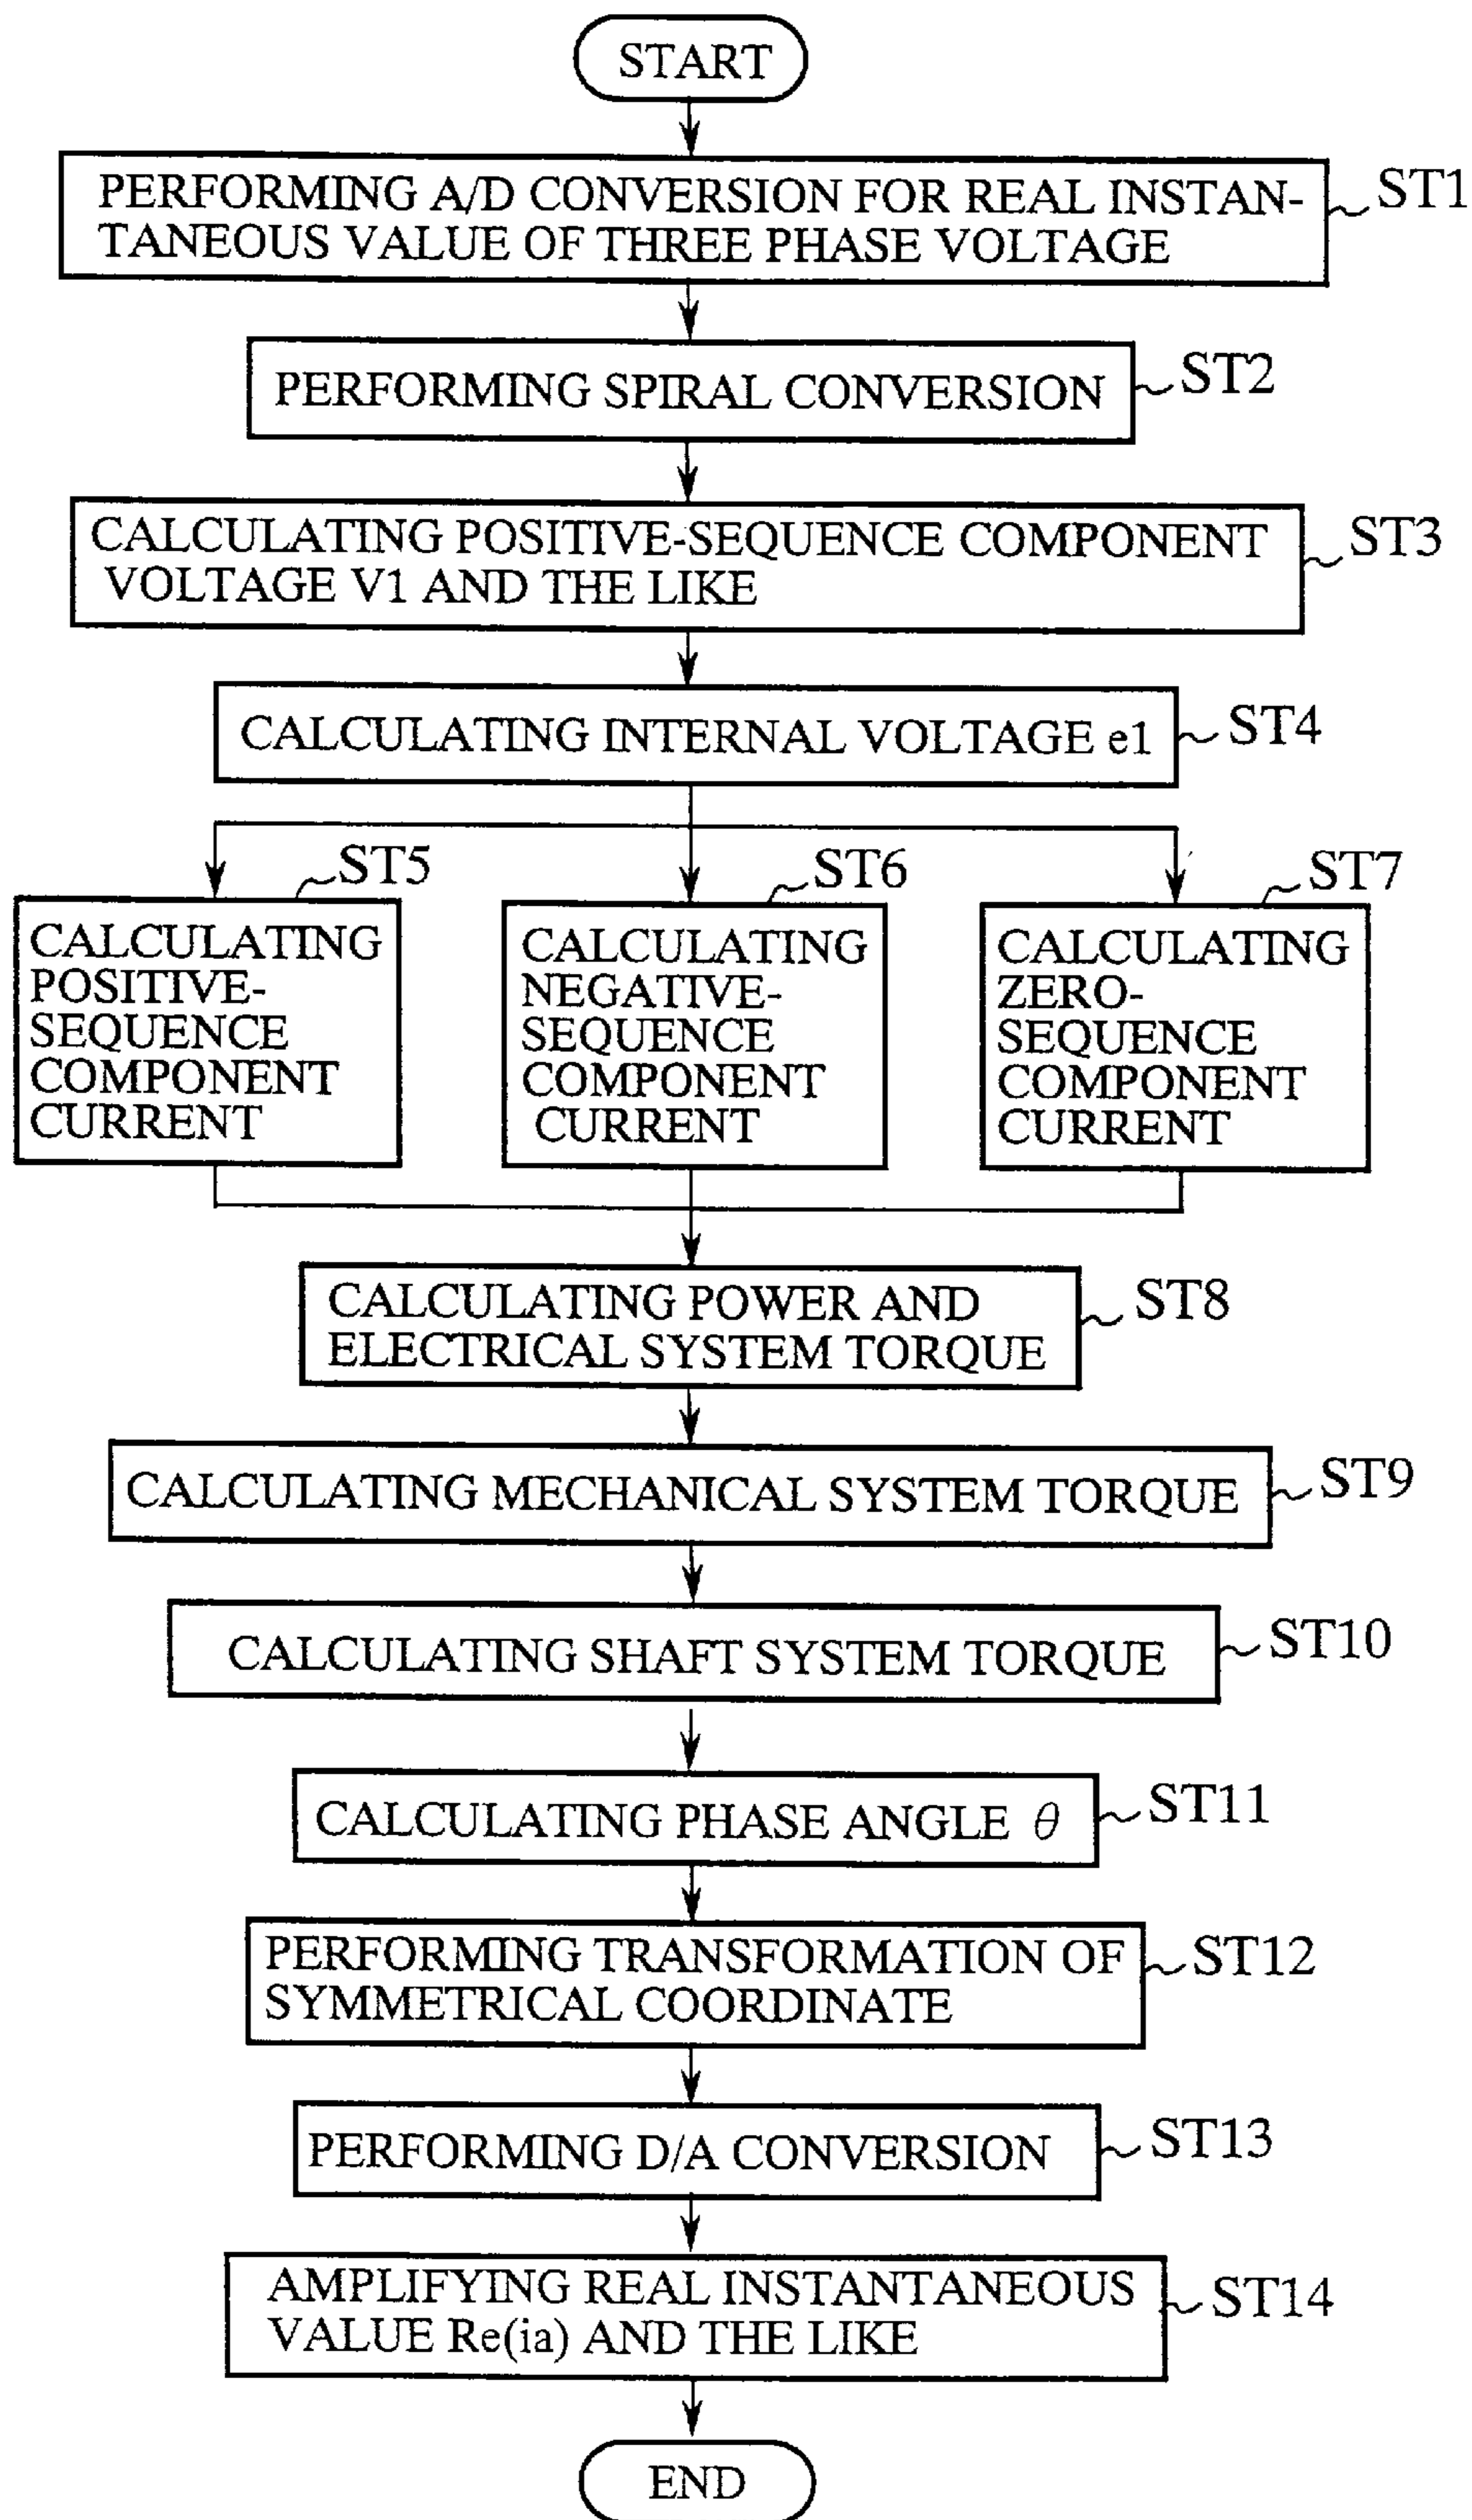 START
PERFORMING A/D CONVERSION FOR REAL INSTAN-
TANEOUS VALUE OF THREE PHASE VOLTAGE
ST1
PERFORMING SPIRAL CONVERSION
ST2
CALCULATING POSITIVE-SEQUENCE COMPONENT
VOLTAGE V1 AND THE LIKE
ST3
CALCULATING INTERNAL VOLTAGE e1
ST4
ST5
CALCULATING
POSITIVE-
SEQUENCE
COMPONENT
CURRENT
ST6
CALCULATING
NEGATIVE-
SEQUENCE
COMPONENT
CURRENT
ST7
CALCULATING
ZERO-
SEQUENCE
COMPONENT
CURRENT
CALCULATING POWER AND
ELECTRICAL SYSTEM TORQUE
ST8
CALCULATING MECHANICAL SYSTEM TORQUE
ST9
CALCULATING SHAFT SYSTEM TORQUE
ST10
CALCULATING PHASE ANGLE θ
ST11
PERFORMING TRANSFORMATION OF
SYMMETRICAL COORDINATE
ST12
PERFORMING D/A CONVERSION
ST13
AMPLIFYING REAL INSTANTANEOUS
VALUE Re(ia) AND THE LIKE
ST14
END